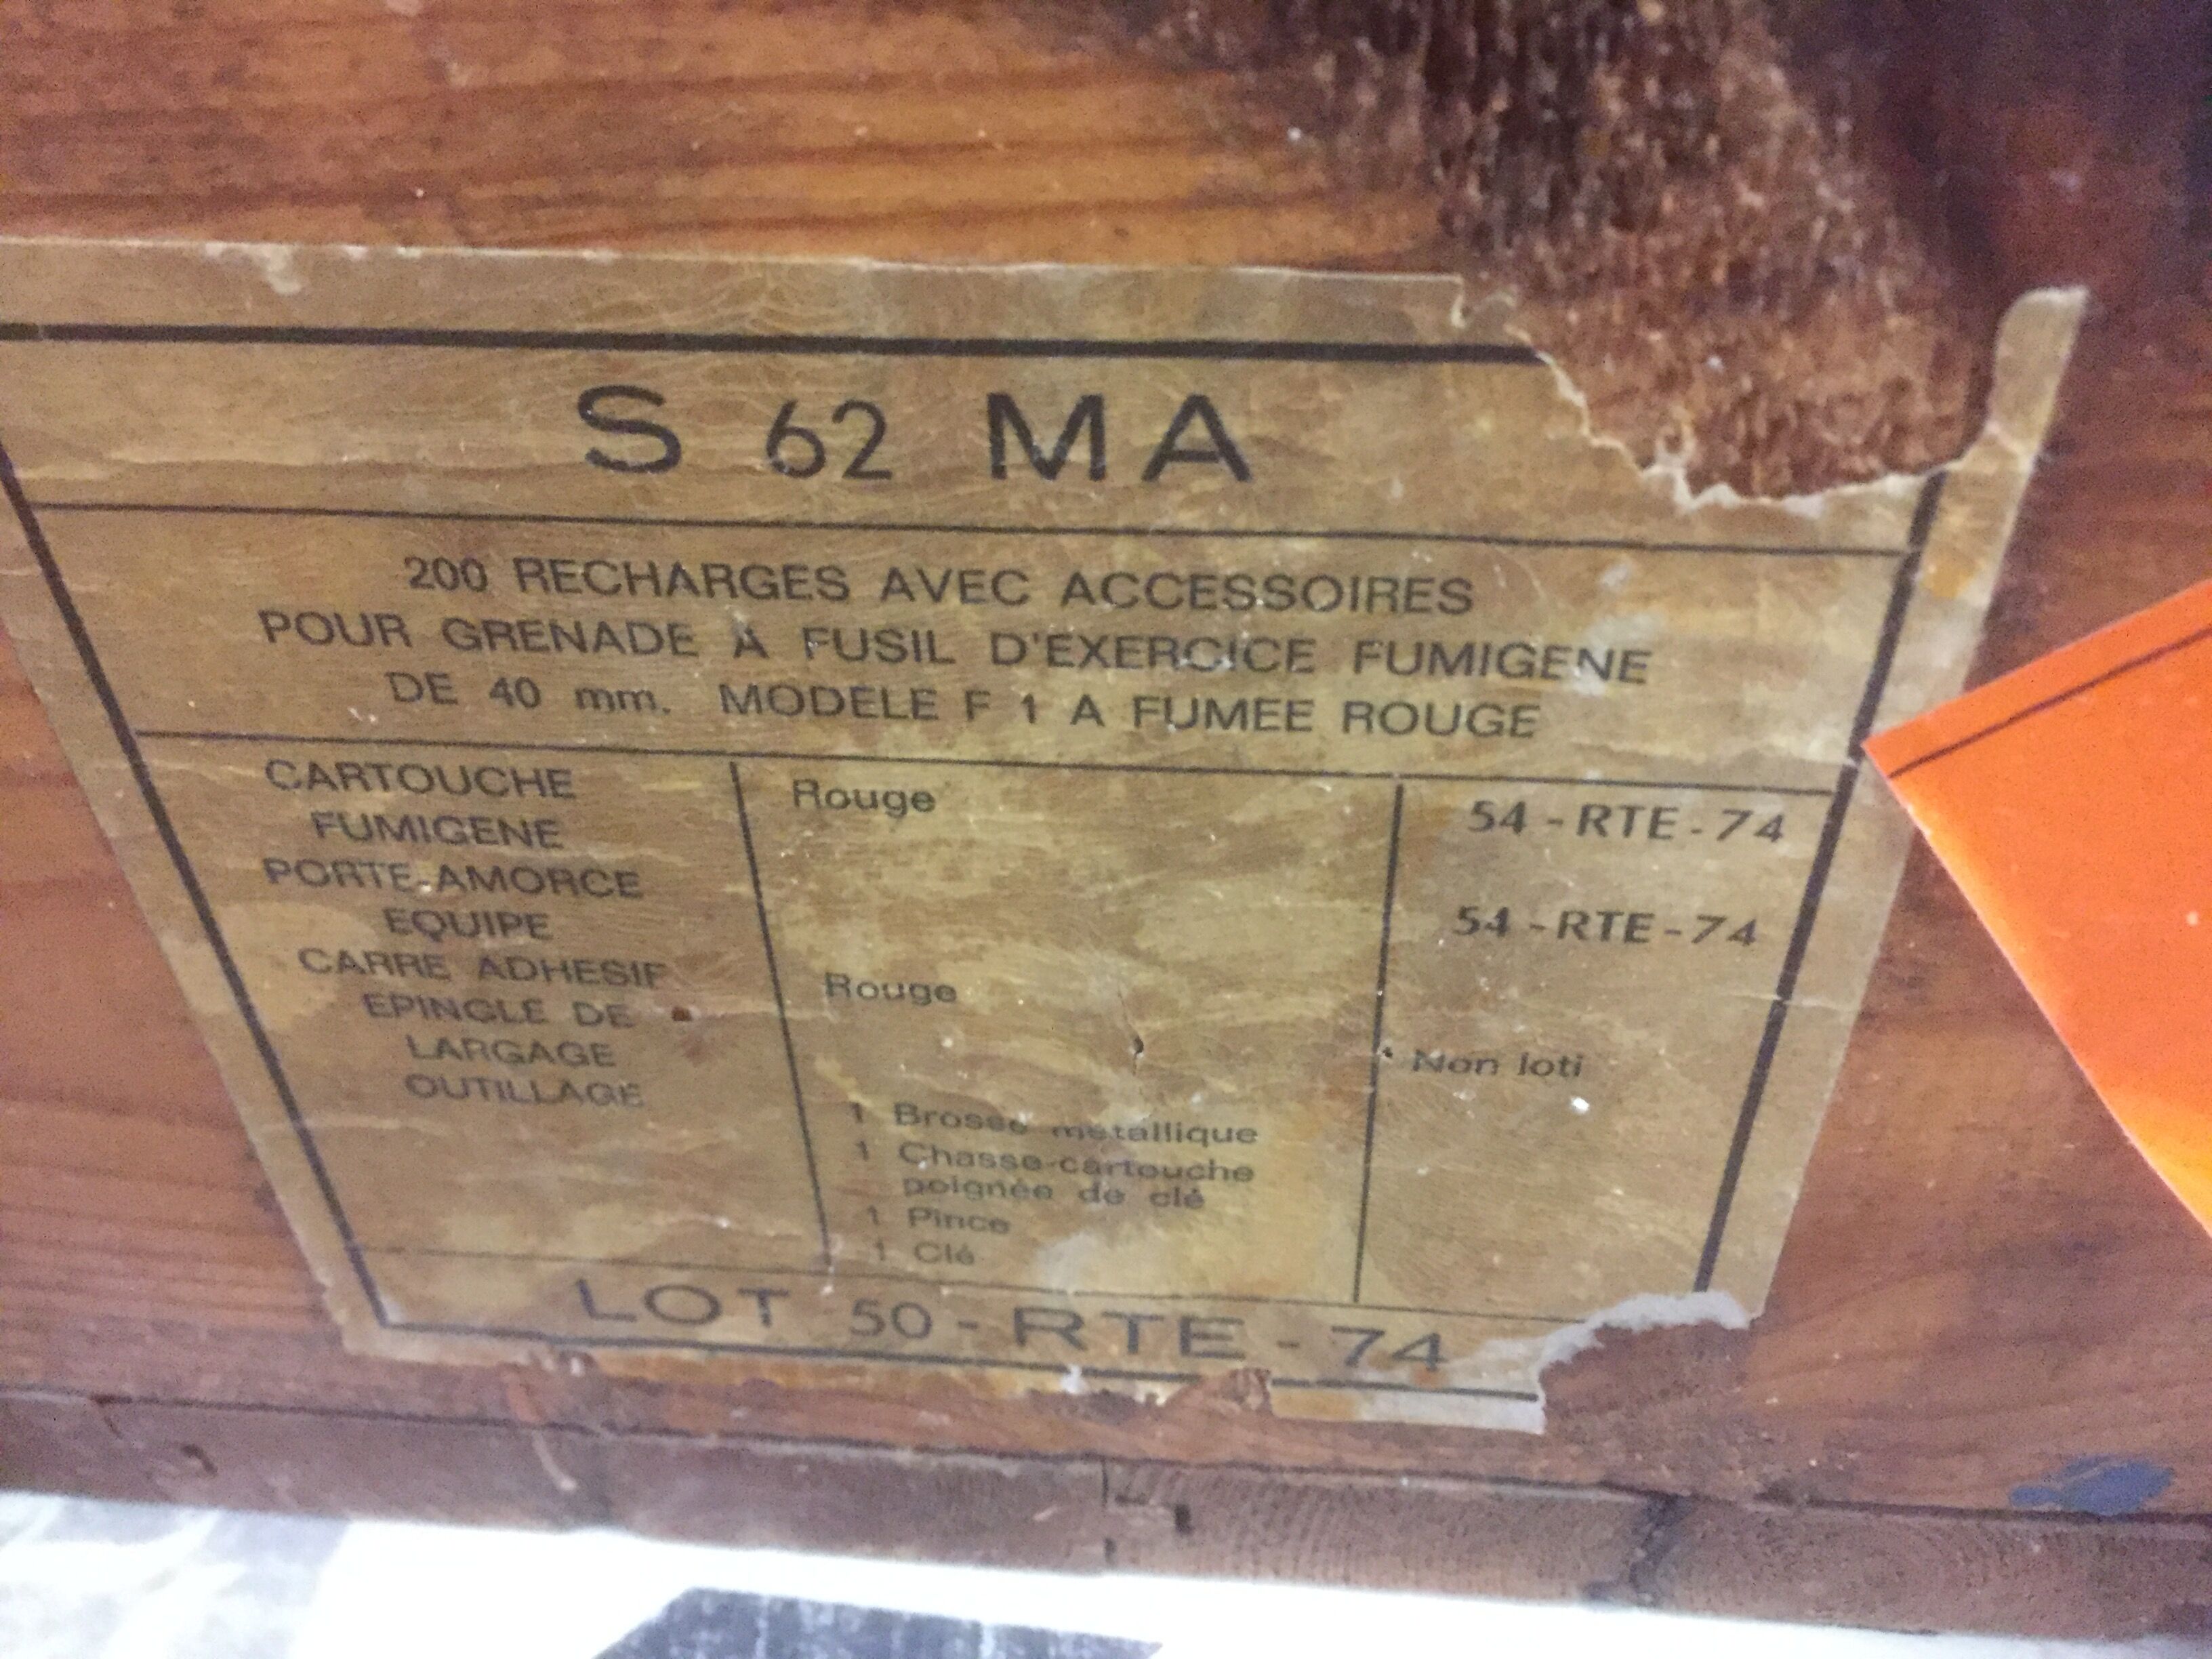 S 62 MA
200 RECHARGES AVEC ACCESSOIRES
POUR GRENADE A FUSIL D'EXERCICE FUMIGENE
DE 40 mm. MODELE F 1 A FUMEE ROUGE
CARTOUCHE Rouge 54-RTE-74
FUMIGENE
PORTE-AMORCE 54-RTE-74
EQUIPE
CARRE ADHESIF Rouge
EPINGLE DE Non loti
LARGAGE
OUTILLAGE
1 Brosse métallique
1 Chasse-cartouche
poignée de clé
1 Pince
1 Clé
LOT 50-RTE-74